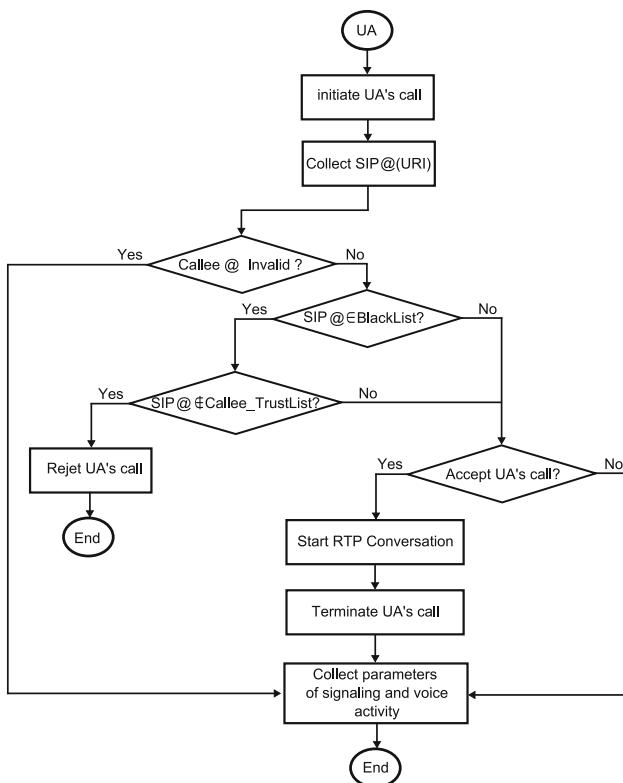 UA
initiate UA's call
Collect SIP@(URI)
Yes
Callee @ Invalid ?
No
Yes
SIP@∈BlackList?
No
Yes
SIP@∉Callee_TrustList?
No
Rejet UA's call
Yes
Accept UA's call?
No
End
Start RTP Conversation
Terminate UA's call
Collect parameters
of signaling and voice
activity
End